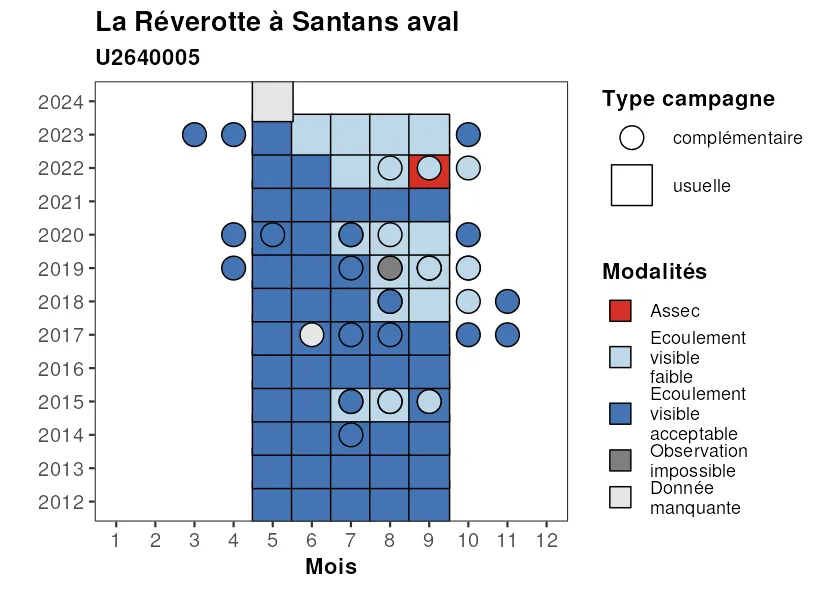 La Réverotte à Santans aval
U2640005
2024
2023
2022
2021
2020
2019
2018
2017
2016
2015
2014
2013
2012
1 2 3 4 5 6 7 8 9 10 11 12
Mois
Type campagne
complémentaire
usuelle
Modalités
Assec
Ecoulement
visible
faible
Ecoulement
visible
acceptable
Observation
impossible
Donnée
manquante